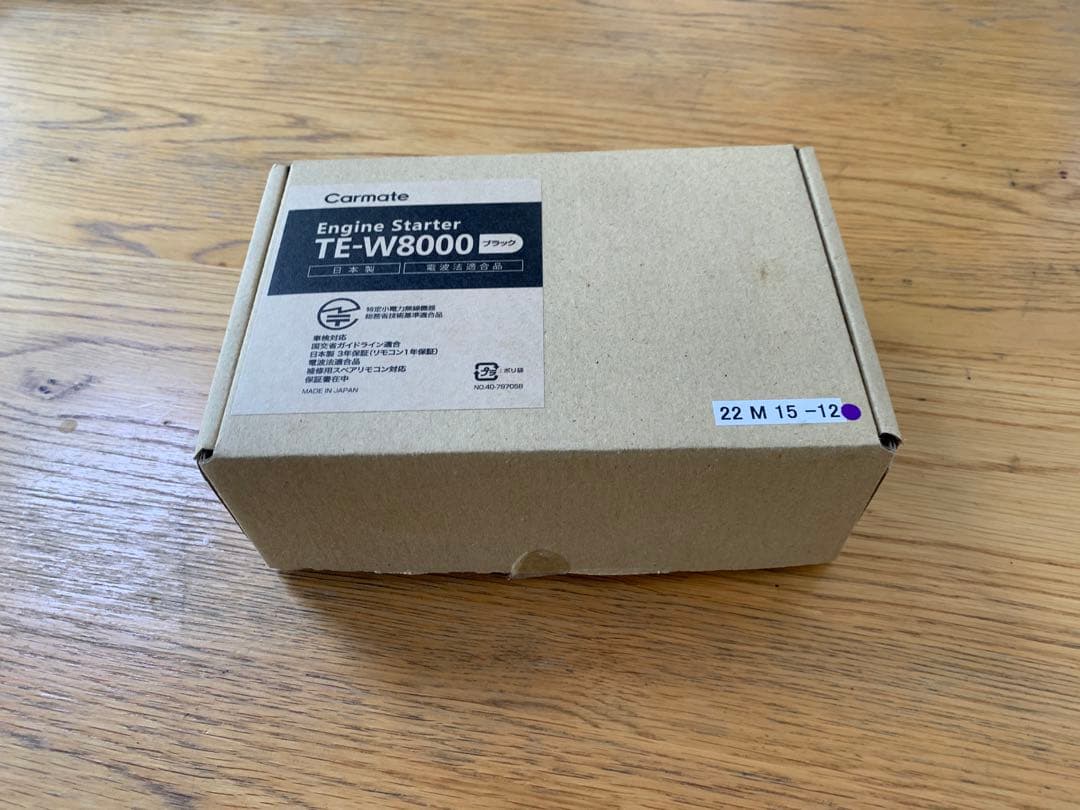 Carmate
Engine Starter
TE-W8000 ブラック
日本製 電波法適合品
特定小電力無線機器
総務省技術基準適合品
車検対応
国交省ガイドライン適合
日本製 3年保証(リモコン1年保証)
電波法適合品
補修用スペアリモコン対応
保証書在中
MADE IN JAPAN
プラ :ポリ袋
NO.40-79705B
22 M 15 -12